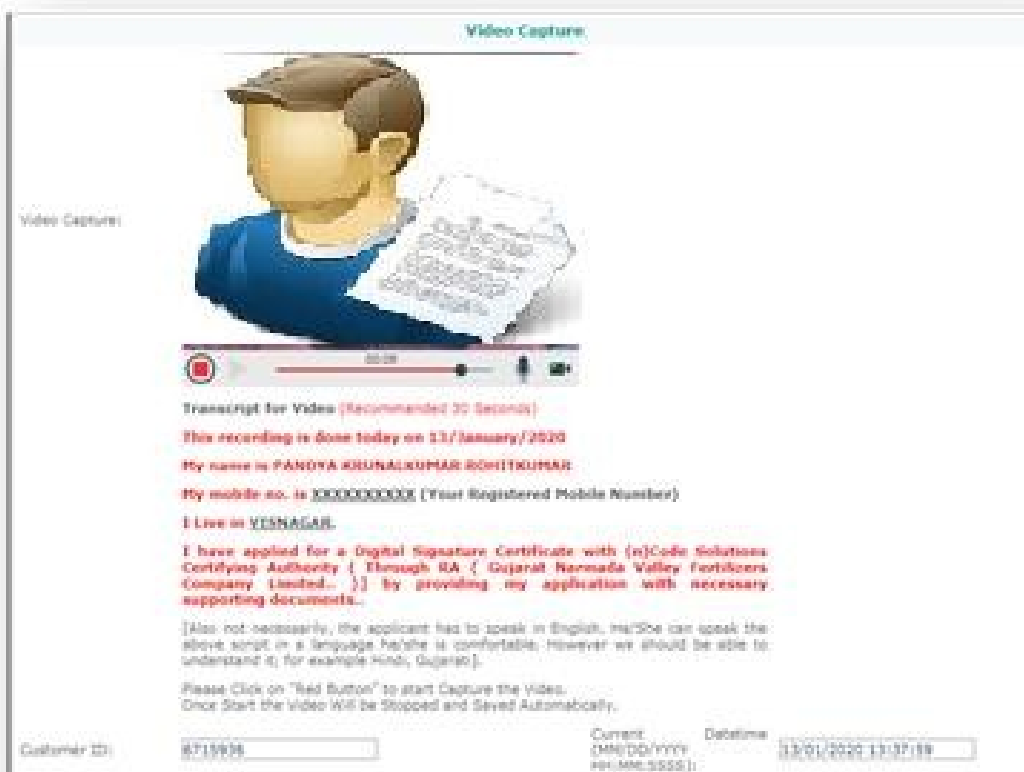 Video Capture
Video Capture:
Transcript for Video (Recommended 30 Seconds)
This recording is done today on 13/January/2020
My name is PANDYA KRUNALKUMAR ROHITKUMAR
My mobile no. is XXXXXXXXXX (Your Registered Mobile Number)
I Live in VISNAGAR.
I have applied for a Digital Signature Certificate with (n)Code Solutions
Certifying Authority ( Through RA ( Gujarat Narmada Valley Fertilizers
Company Limited.. )] by providing my application with necessary
supporting documents..
[Also not necessarily, the applicant has to speak in English, He/She can speak the
above script in a language he/she is comfortable, However we should be able to
understand it, for example Hindi, Gujarati].
Please Click on "Red Button" to start Capture the Video.
Once Start the Video Will be Stopped and Saved Automatically.
Current Datetime
Customer ID: 6715936 (MM/DD/YYYY 13/01/2020 13:37:59
HH:MM:SSSS):